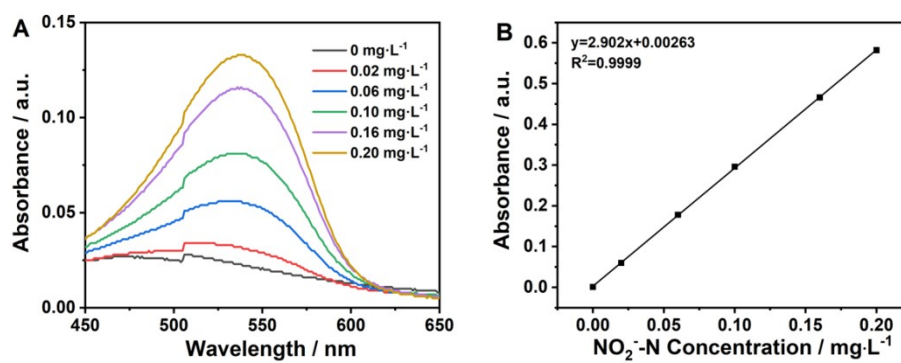 A
0.15
0.10
0.05
0.00
Absorbance / a.u.
450
500
550
600
650
Wavelength / nm
0 mg·L⁻¹
0.02 mg·L⁻¹
0.06 mg·L⁻¹
0.10 mg·L⁻¹
0.16 mg·L⁻¹
0.20 mg·L⁻¹
B
y=2.902x+0.00263
R²=0.9999
0.6
0.5
0.4
0.3
0.2
0.1
0.0
Absorbance / a.u.
0.00
0.05
0.10
0.15
0.20
NO₂⁻-N Concentration / mg·L⁻¹